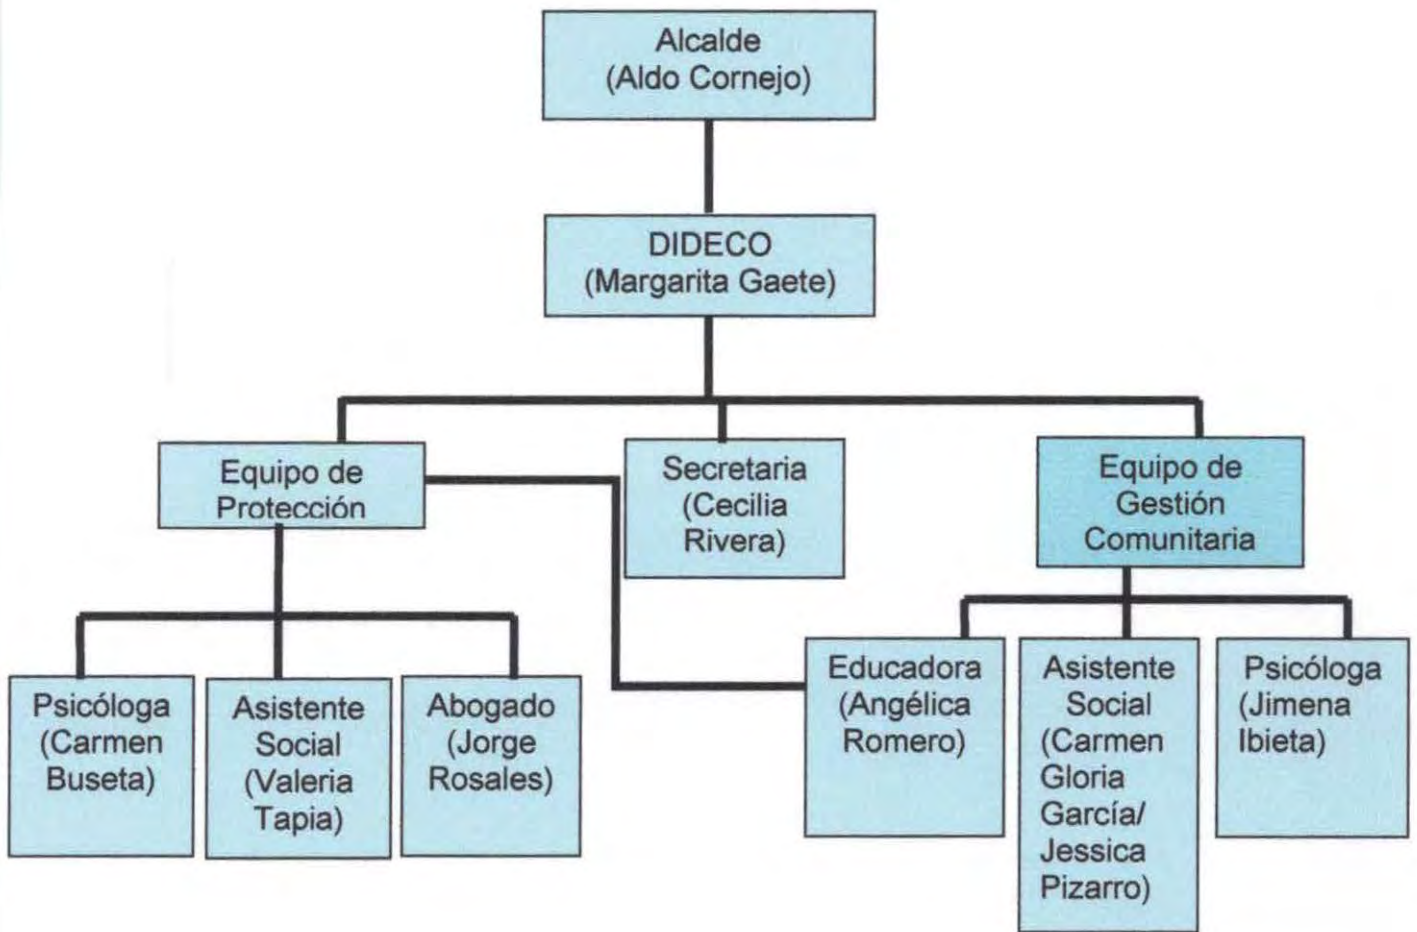 Alcalde
(Aldo Cornejo)
DIDECO
(Margarita Gaete)
Equipo de
Protección
Secretaria
(Cecilia
Rivera)
Equipo de
Gestión
Comunitaria
Psicóloga
(Carmen
Buseta)
Asistente
Social
(Valeria
Tapia)
Abogado
(Jorge
Rosales)
Educadora
(Angélica
Romero)
Asistente
Social
(Carmen
Gloria
García/
Jessica
Pizarro)
Psicóloga
(Jimena
Ibieta)